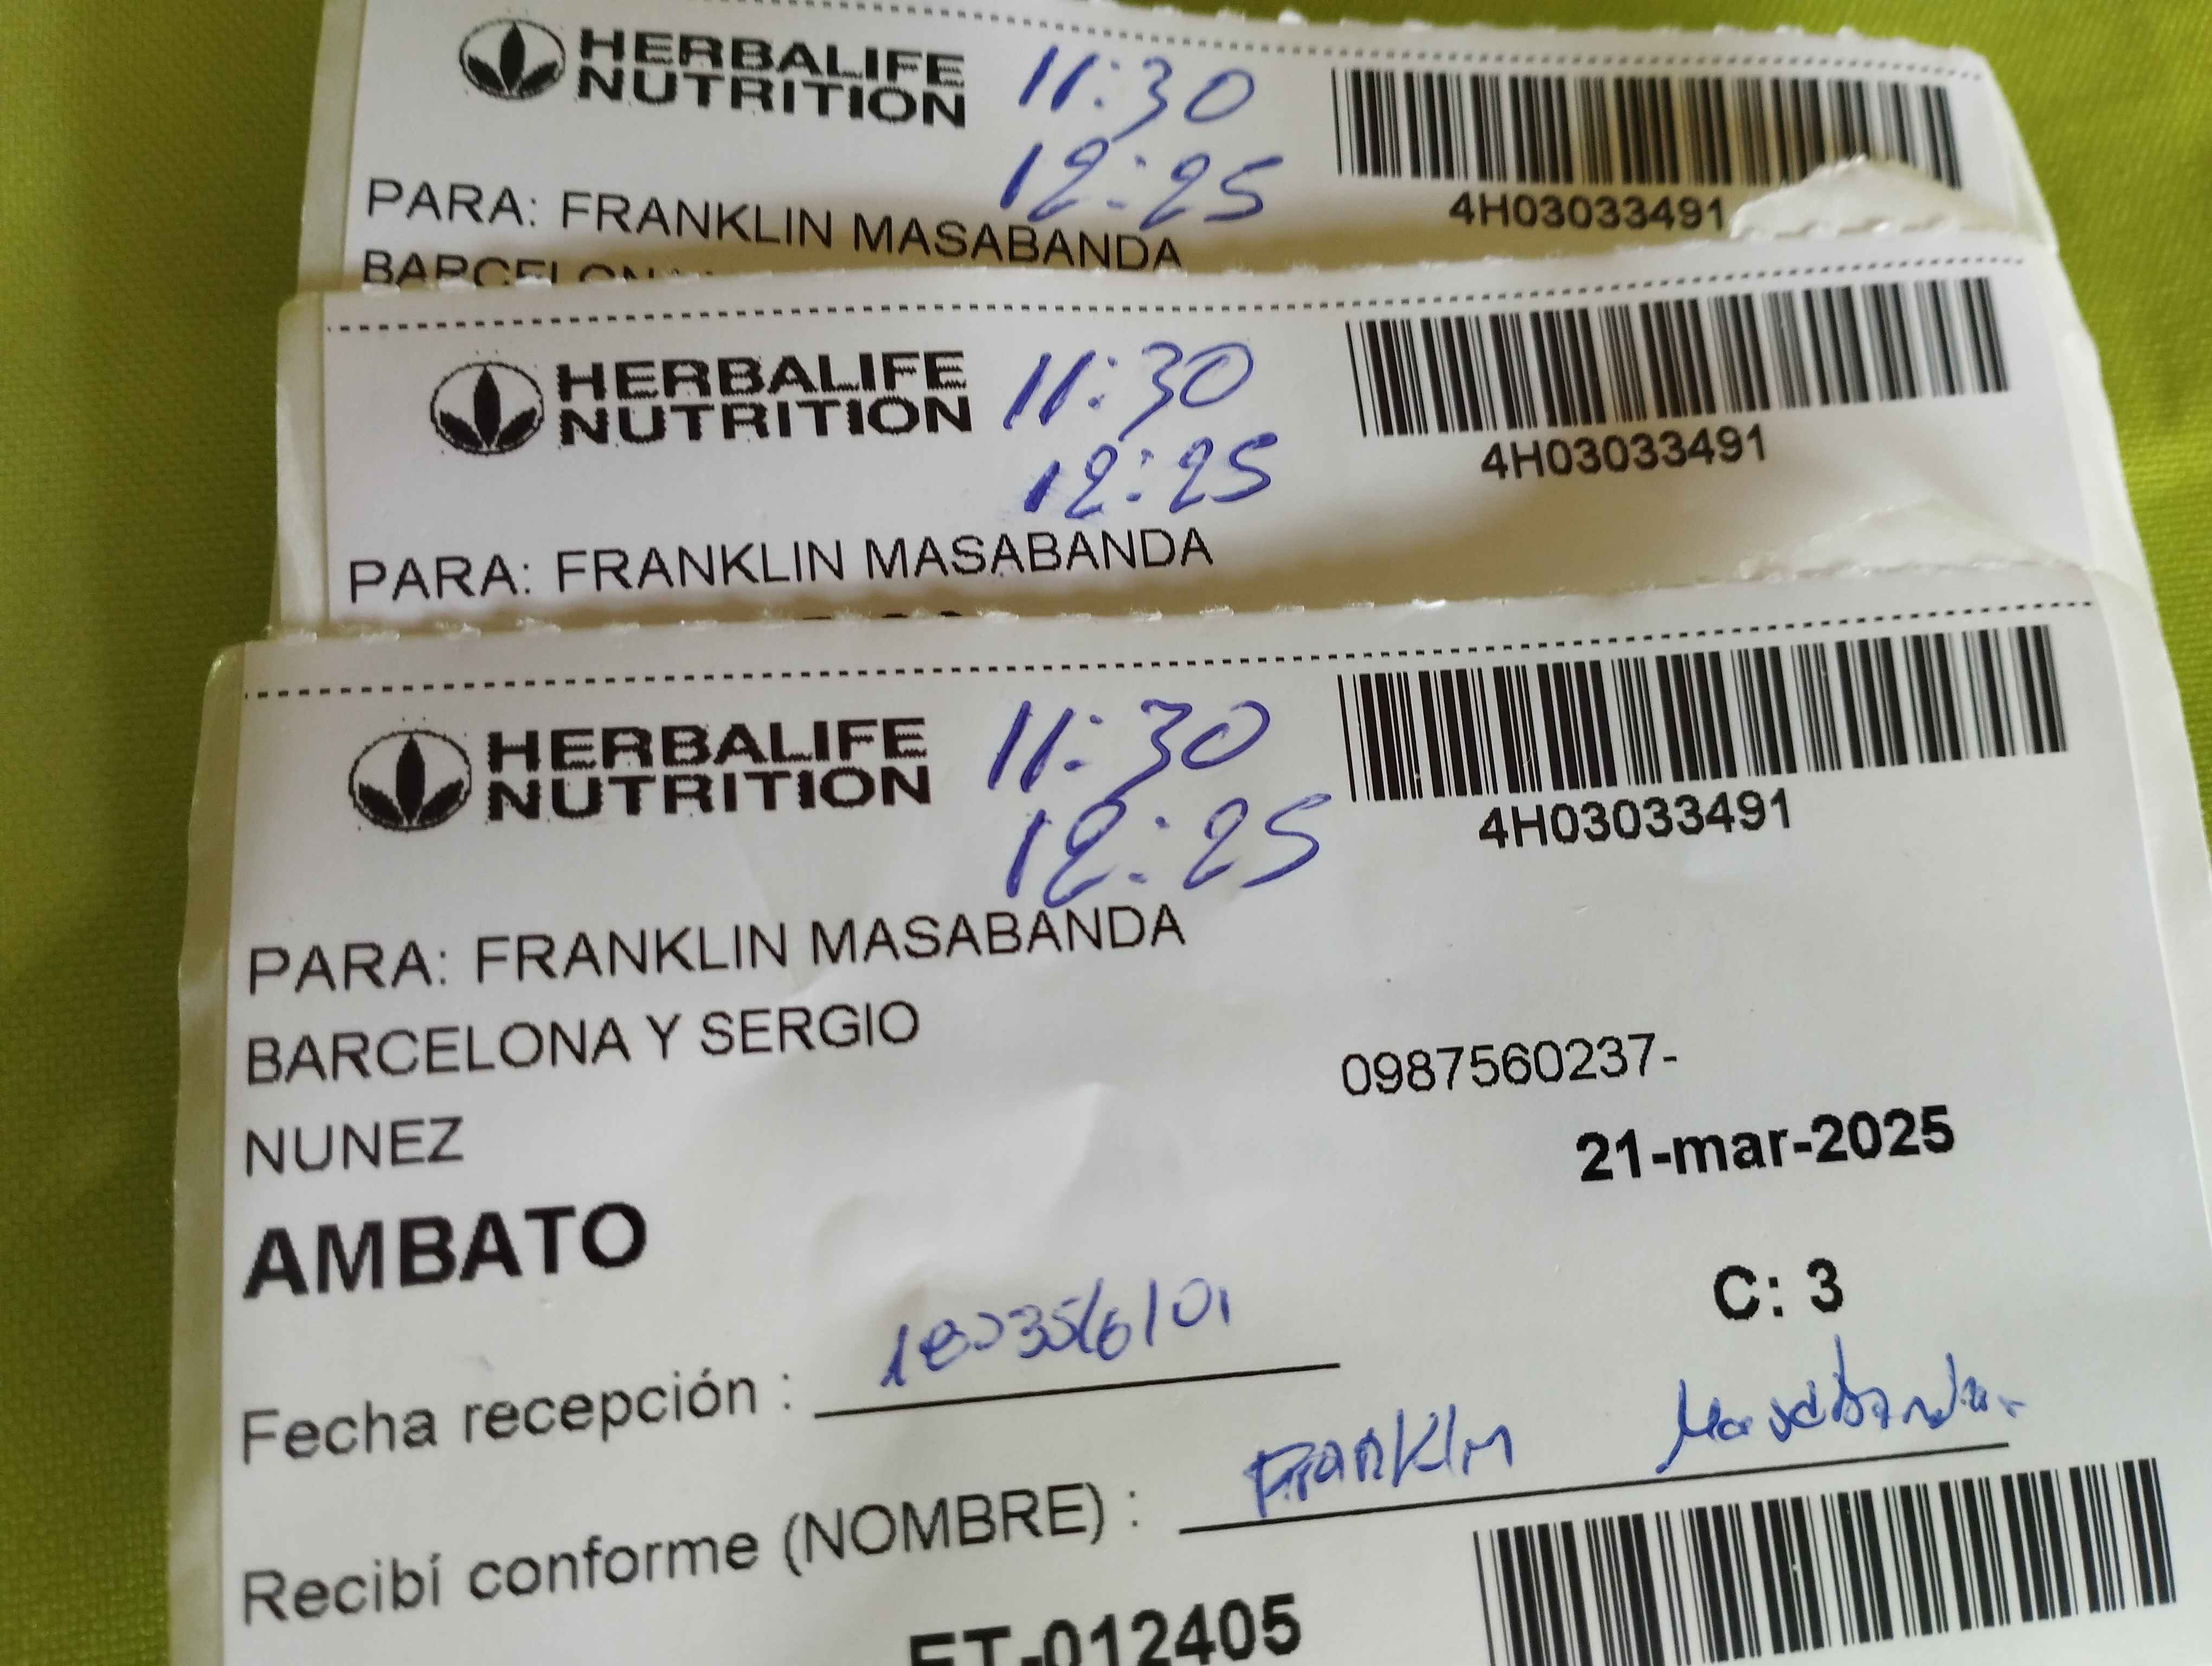 HERBALIFE
NUTRITION
11:30
12:25
4H03033491
PARA: FRANKLIN MASABANDA
HERBALIFE
NUTRITION
11:30
12:25
4H03033491
PARA: FRANKLIN MASABANDA
HERBALIFE
NUTRITION
11:30
12:25
4H03033491
PARA: FRANKLIN MASABANDA
BARCELONA Y SERGIO
NUNEZ
0987560237-
21-mar-2025
AMBATO
C: 3
Fecha recepción :
Recibí conforme (NOMBRE) : Franklin Masabanda
ET-012405